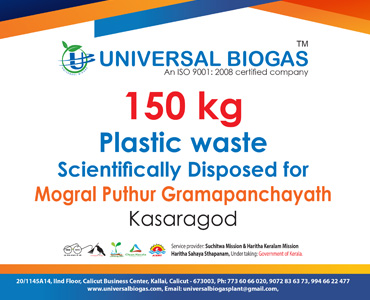 UNIVERSAL BIOGAS TM
An ISO 9001: 2008 certified company
150 kg
Plastic waste
Scientifically Disposed for
Mogral Puthur Gramapanchayath
Kasaragod
Service provider: Suchitwa Mission & Haritha Keralam Mission
Haritha Sahaya Sthapanam, Under taking: Government of Kerala.
20/1145A14, IInd Floor, Calicut Business Center, Kallai, Calicut - 673003, Ph: 773 60 66 020, 9072 83 63 73, 994 66 22 477
www.universalbiogas.com, Email: universalbiogasplant@gmail.com,